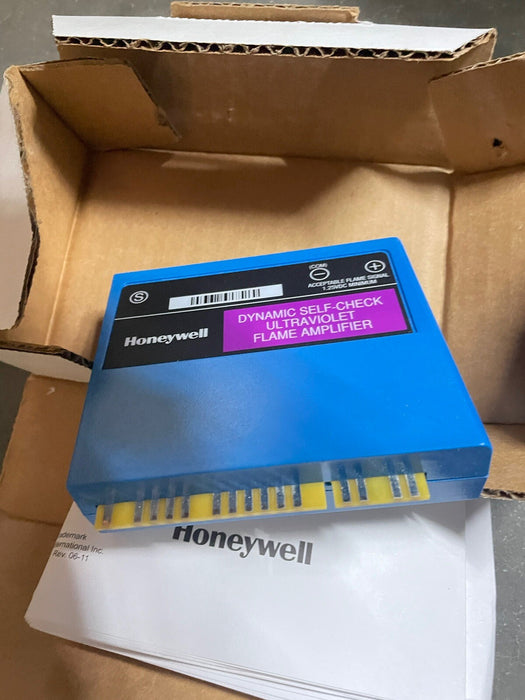 (COM)
ACCEPTABLE FLAME SIGNAL
1.25VDC MINIMUM
S
Honeywell
DYNAMIC SELF-CHECK
ULTRAVIOLET
FLAME AMPLIFIER
Honeywell
ademark
ernational Inc.
Rev. 06-11